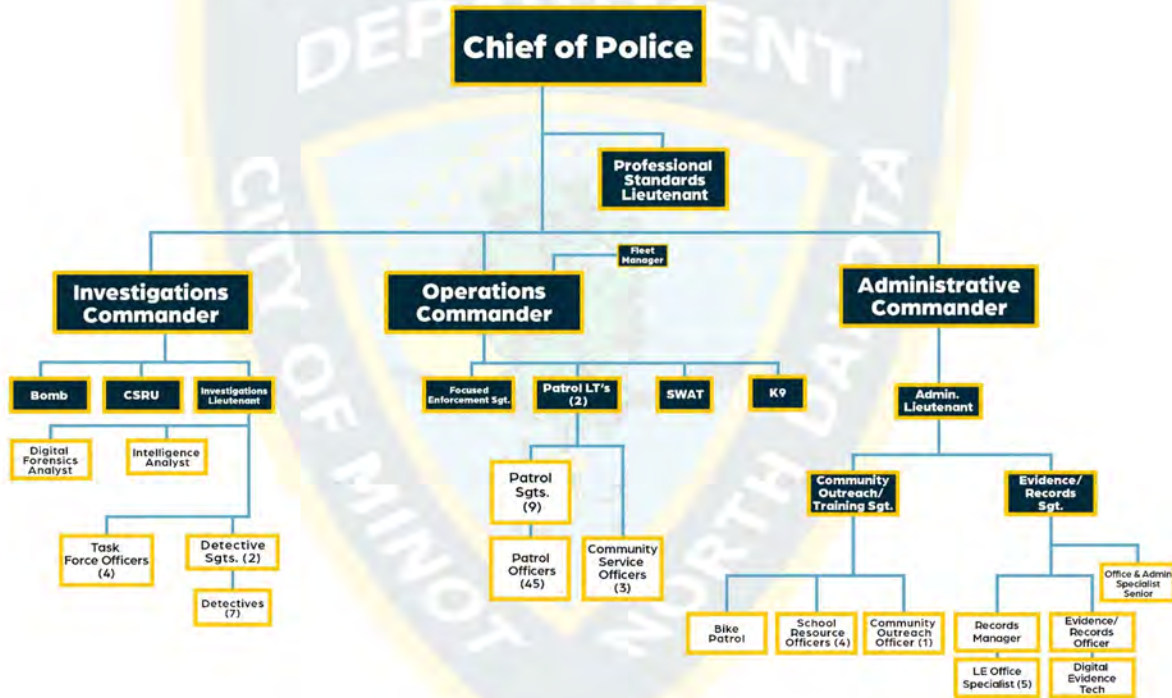 DEPARTMENT
CITY OF MINOT
NORTH DAKOTA
Chief of Police
Professional
Standards
Lieutenant
Fleet
Manager
Investigations
Commander
Operations
Commander
Administrative
Commander
Bomb
CSRU
Investigations
Lieutenant
Focused
Enforcement Sgt.
Patrol LT's
(2)
SWAT
K9
Admin.
Lieutenant
Digital
Forensics
Analyst
Intelligence
Analyst
Patrol
Sgts.
(9)
Community
Outreach/
Training Sgt.
Evidence/
Records
Sgt.
Task
Force Officers
(4)
Detective
Sgts. (2)
Patrol
Officers
(45)
Community
Service
Officers
(3)
Office & Admin
Specialist
Senior
Detectives
(7)
Bike
Patrol
School
Resource
Officers (4)
Community
Outreach
Officer (1)
Records
Manager
Evidence/
Records
Officer
LE Office
Specialist (5)
Digital
Evidence
Tech